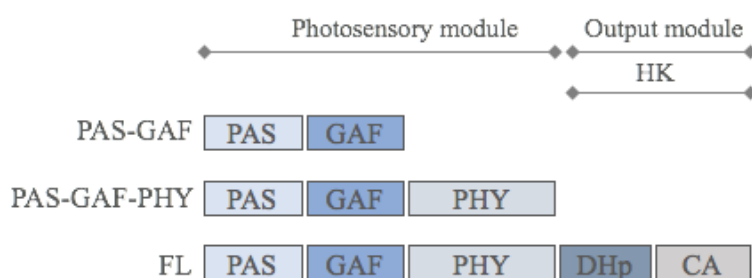 Photosensory module Output module
HK
PAS-GAF PAS GAF
PAS-GAF-PHY PAS GAF PHY
FL PAS GAF PHY DHp CA